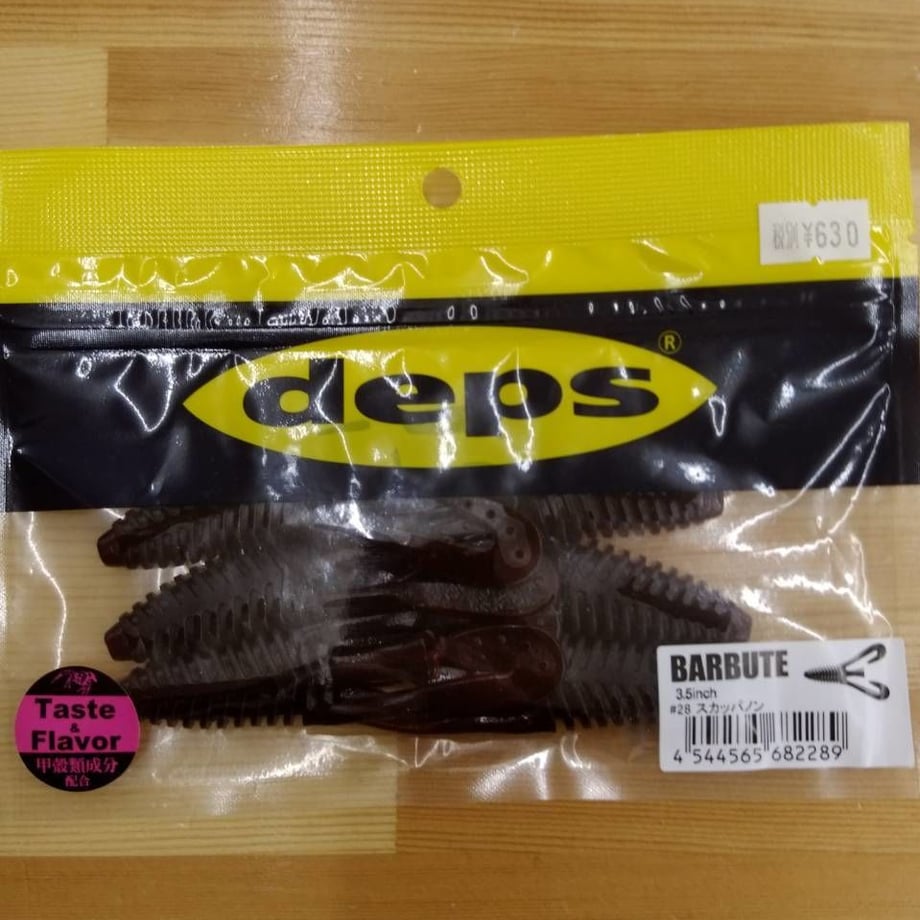 税別¥630
deps®
BARBUTE
3.5inch
#28 スカッパノン
4 544565 682289
Taste
&
Flavor
甲殻類成分
配合